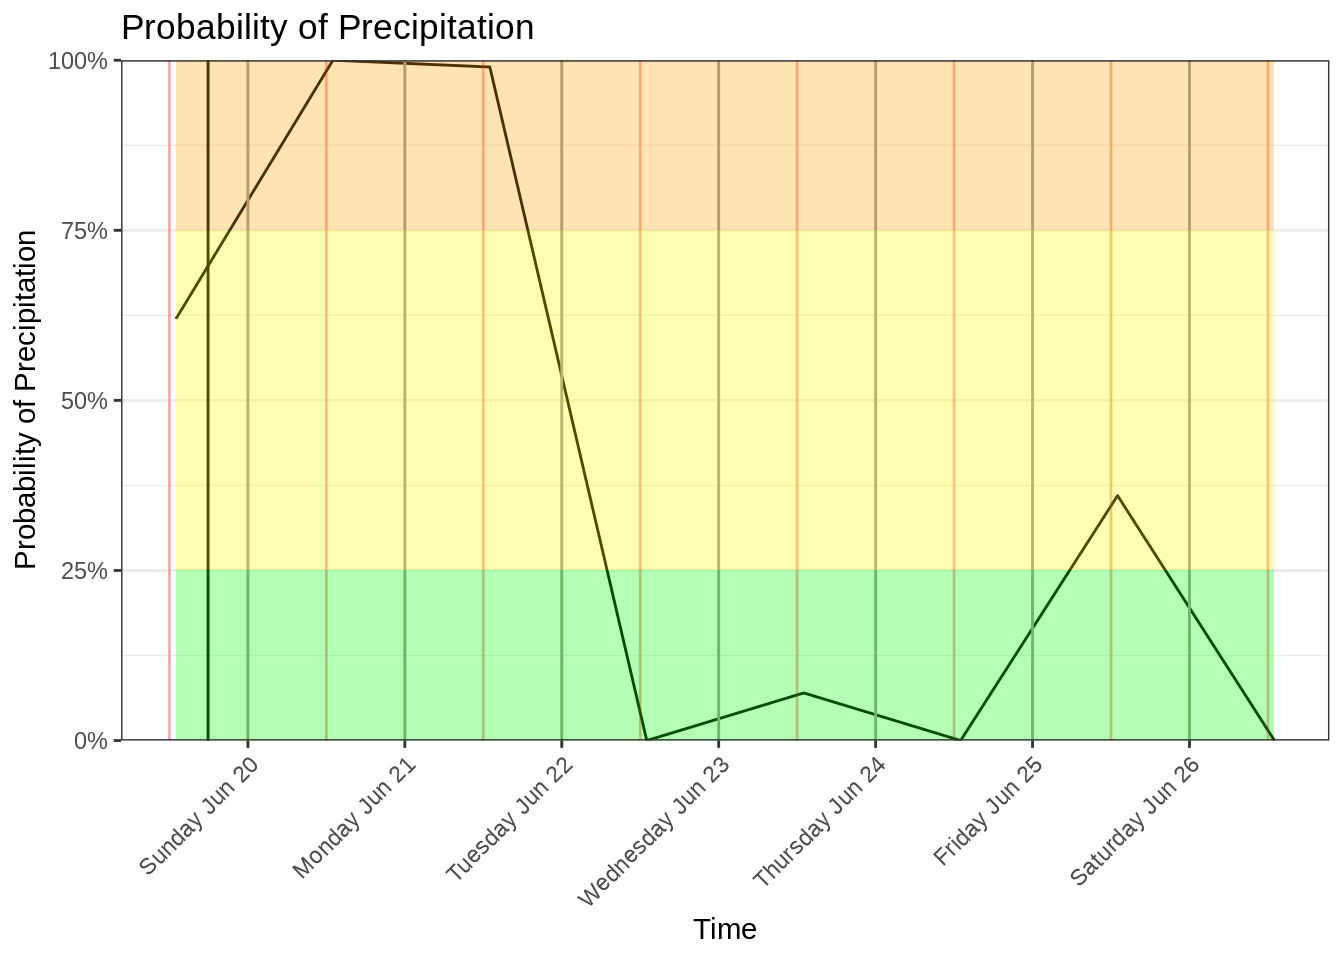 Probability of Precipitation
Probability of Precipitation
100%
75%
50%
25%
0%
Sunday Jun 20
Monday Jun 21
Tuesday Jun 22
Wednesday Jun 23
Thursday Jun 24
Friday Jun 25
Saturday Jun 26
Time